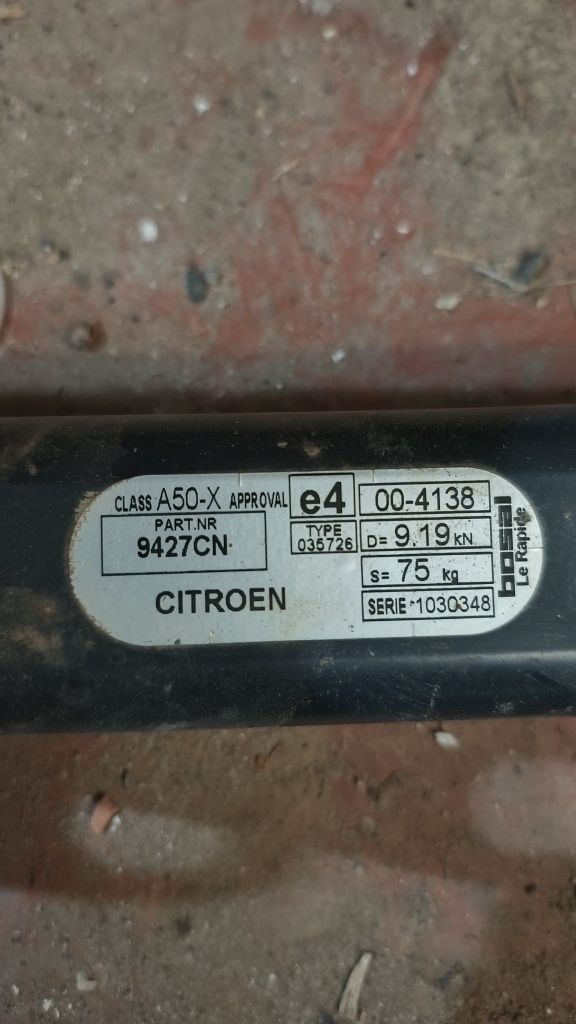 CLASS A50-X APPROVAL e4 00-4138
PART.NR
9427CN
TYPE
035726
D= 9.19 kN
S= 75 kg
CITROEN
SERIE 1030348
bosal
Le Rapide